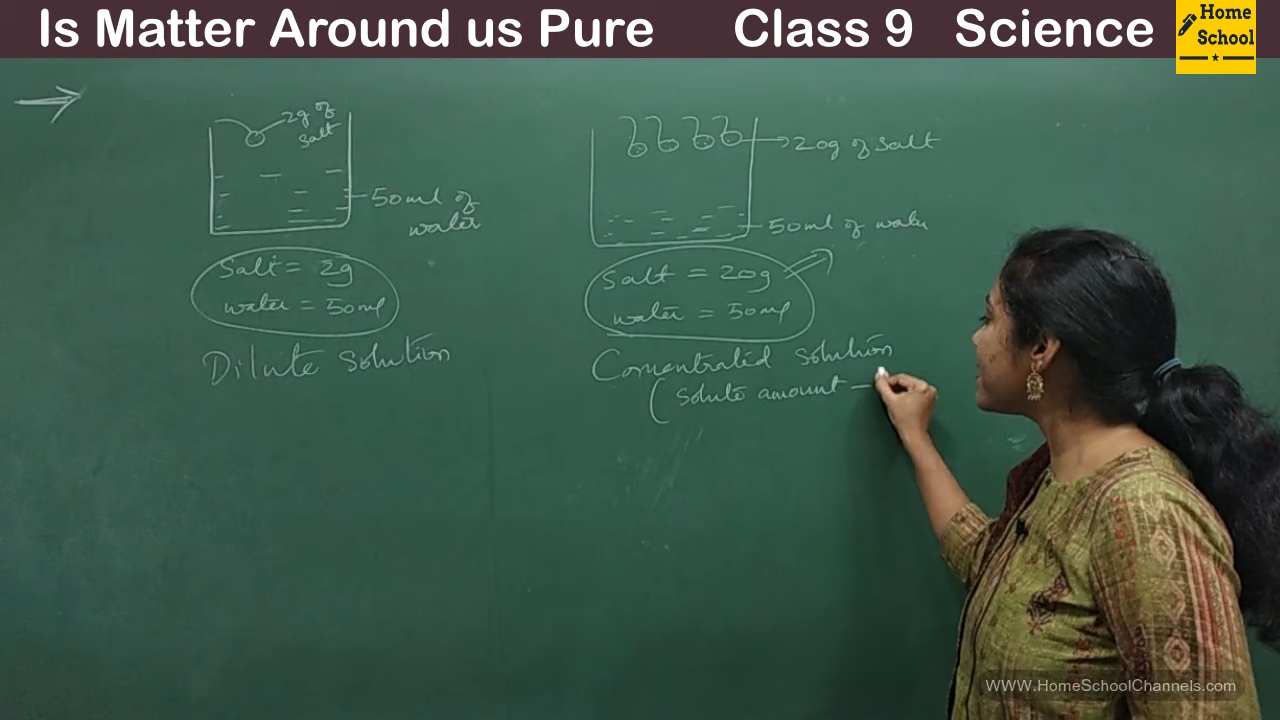 Is Matter Around us Pure Class 9 Science
Home
School
2g of
salt
50ml of
water
Salt = 2g
water = 50ml
Dilute solution
20g of salt
50ml of water
Salt = 20g
water = 50ml
Concentrated solution
(Solute amount –
WWW.HomeSchoolChannels.com